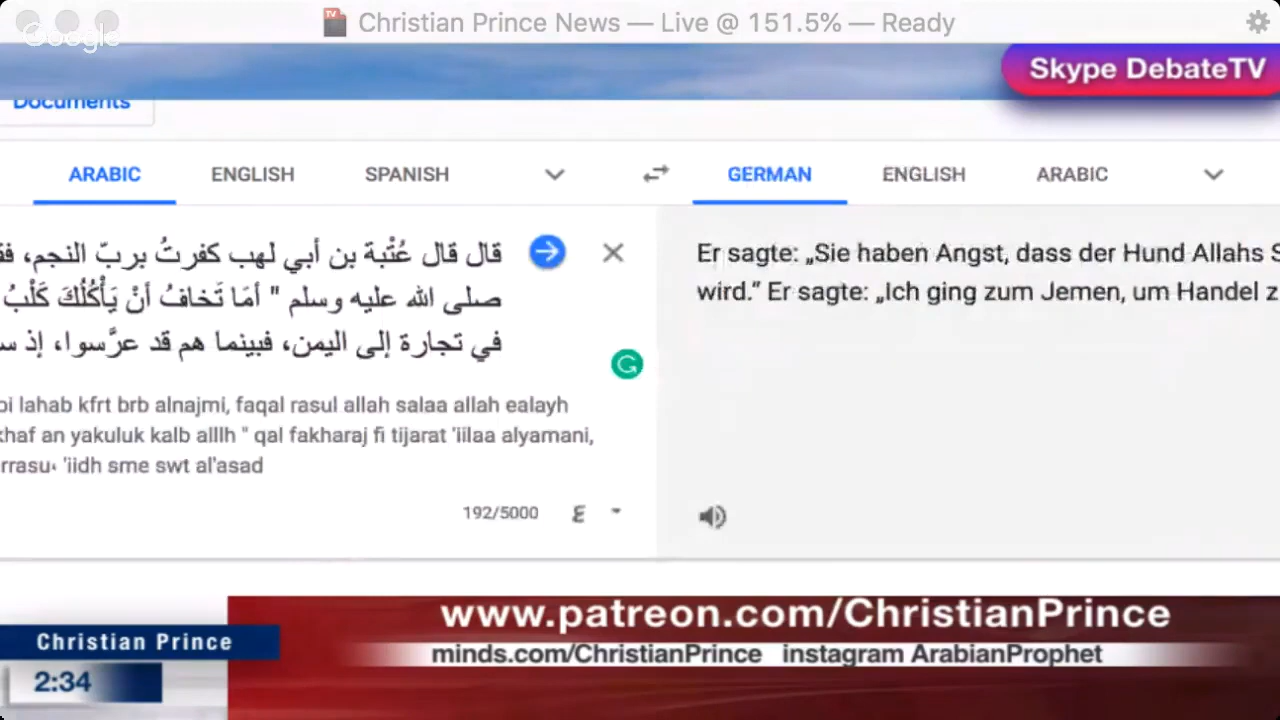 Christian Prince News — Live @ 151.5% — Ready
Google
Skype DebateTV
Documents
ARABIC ENGLISH SPANISH GERMAN ENGLISH ARABIC
قال قال عُتْبة بن أبي لهب كفرتُ بربّ النجم،
صلى الله عليه وسلم " أمَا تَخافُ أنْ يَأْكُلُكَ كَلْبُ
في تجارة إلى اليمن، فبينما هم قد عرَّسوا، إذ
Er sagte: „Sie haben Angst, dass der Hund Allahs S
wird.” Er sagte: „Ich ging zum Jemen, um Handel z
bi lahab kfrt brb alnajmi, faqal rasul allah salaa allah ealayh
khaf an yakuluk kalb alllh " qal fakharaj fi tijarat 'iilaa alyamani,
rrasu, 'iidh sme swt al'asad
192/5000
www.patreon.com/ChristianPrince
minds.com/ChristianPrince instagram ArabianProphet
Christian Prince
2:34